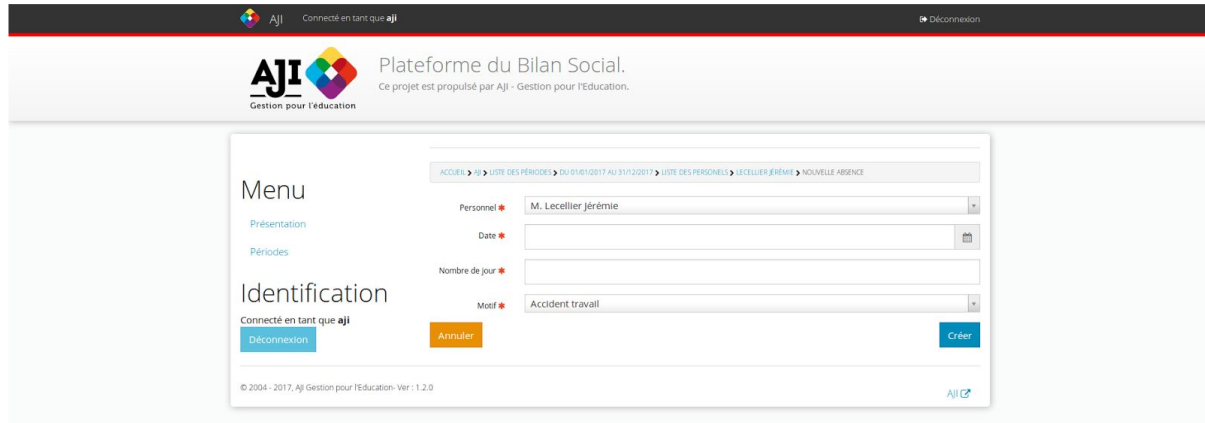 AJI Connecté en tant que aji Déconnexion
AJI
Gestion pour l'éducation
Plateforme du Bilan Social.
Ce projet est propulsé par AJI - Gestion pour l'Education.
ACCUEIL > AJI > LISTE DES PÉRIODES > DU 01/01/2017 AU 31/12/2017 > LISTE DES PERSONELS > LECELLIER JÉRÉMIE > NOUVELLE ABSENCE
Menu
Présentation
Périodes
Identification
Connecté en tant que aji
Déconnexion
Personnel * M. Lecellier Jérémie
Date *
Nombre de jour *
Motif * Accident travail
Annuler Créer
© 2004 - 2017, AJI Gestion pour l'Education- Ver : 1.2.0
AJI